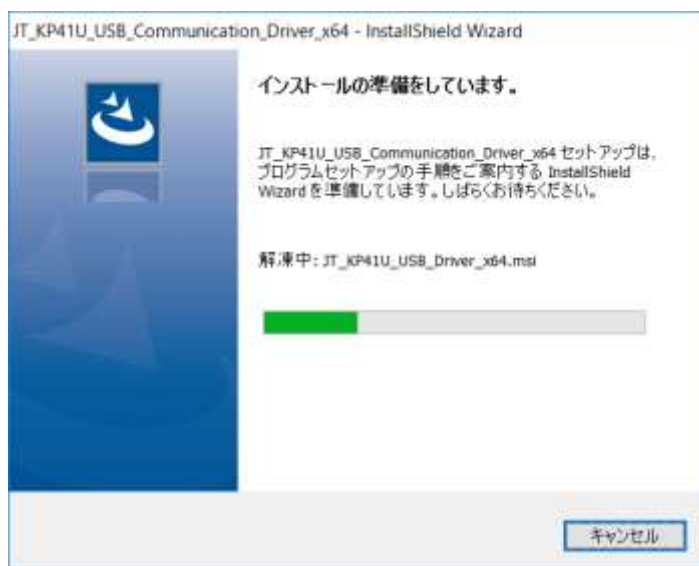 JT_KP41U_USB_Communication_Driver_x64 - InstallShield Wizard
インストールの準備をしています。
JT_KP41U_USB_Communication_Driver_x64 セットアップは、
プログラムセットアップの手順をご案内する InstallShield
Wizard を準備しています。しばらくお待ちください。
解凍中: JT_KP41U_USB_Driver_x64.msi
キャンセル